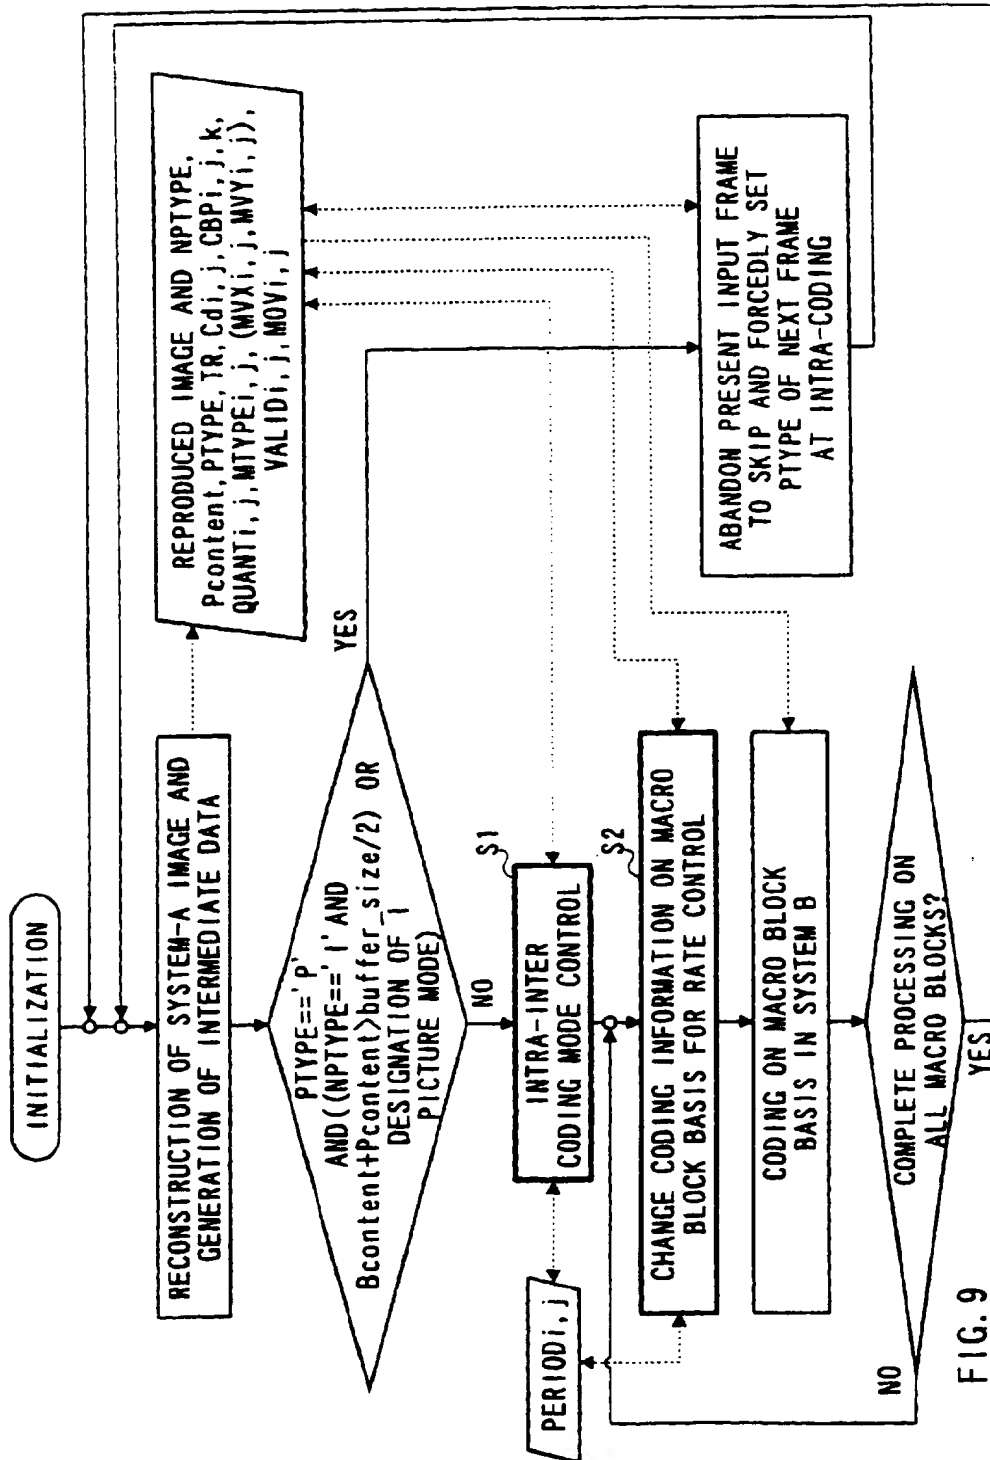 INITIALIZATION
RECONSTRUCTION OF SYSTEM-A IMAGE AND
GENERATION OF INTERMEDIATE DATA
REPRODUCED IMAGE AND NPTYPE,
Pcontent, PTYPE, TR, Cdi, j, CBPi, j, k,
QUANTi, j, MTYPEi, j, (MVXi, j, MVYi, j),
VALIDi, j, MOVi, j
PTYPE=='P'
AND((NPTYPE=='I' AND
Bcontent+Pcontent>buffer_size/2) OR
DESIGNATION OF I
PICTURE MODE)
YES
NO
ABANDON PRESENT INPUT FRAME
TO SKIP AND FORCEDLY SET
PTYPE OF NEXT FRAME
AT INTRA-CODING
S1
INTRA-INTER
CODING MODE CONTROL
PERIODi, j
S2
CHANGE CODING INFORMATION ON MACRO
BLOCK BASIS FOR RATE CONTROL
CODING ON MACRO BLOCK
BASIS IN SYSTEM B
COMPLETE PROCESSING ON
ALL MACRO BLOCKS?
NO
YES
FIG. 9